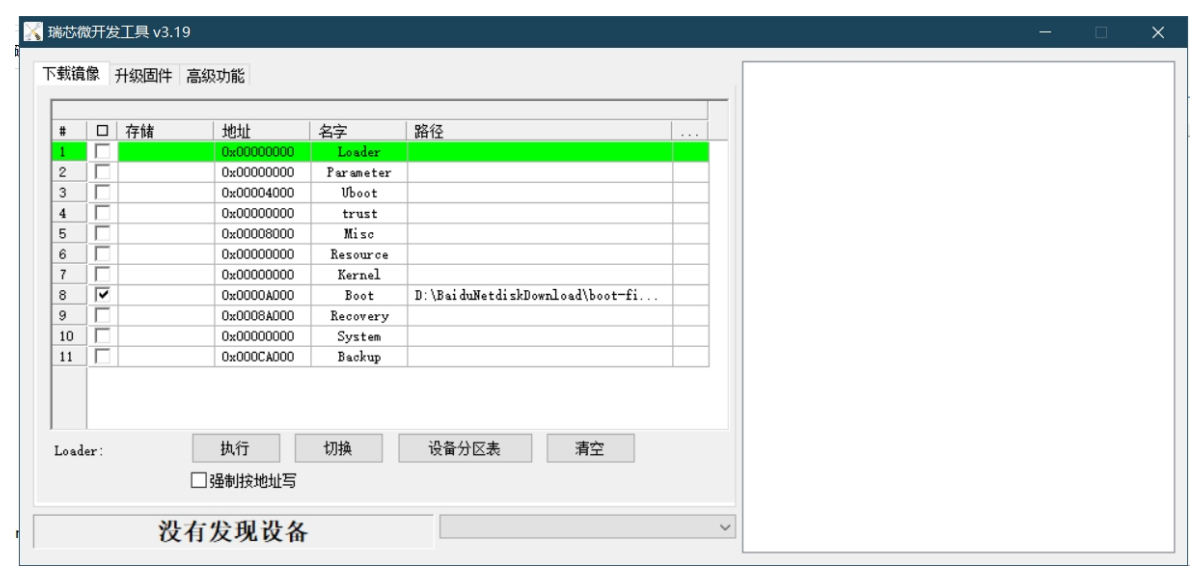 瑞芯微开发工具 v3.19
下载镜像 升级固件 高级功能
# 存储 地址 名字 路径 ...
1 0x00000000 Loader
2 0x00000000 Parameter
3 0x00004000 Uboot
4 0x00000000 trust
5 0x00008000 Misc
6 0x00000000 Resource
7 0x00000000 Kernel
8 0x0000A000 Boot D:\BaiduNetdiskDownload\boot-fi...
9 0x0008A000 Recovery
10 0x00000000 System
11 0x000CA000 Backup
Loader: 执行 切换 设备分区表 清空
强制按地址写
没有发现设备